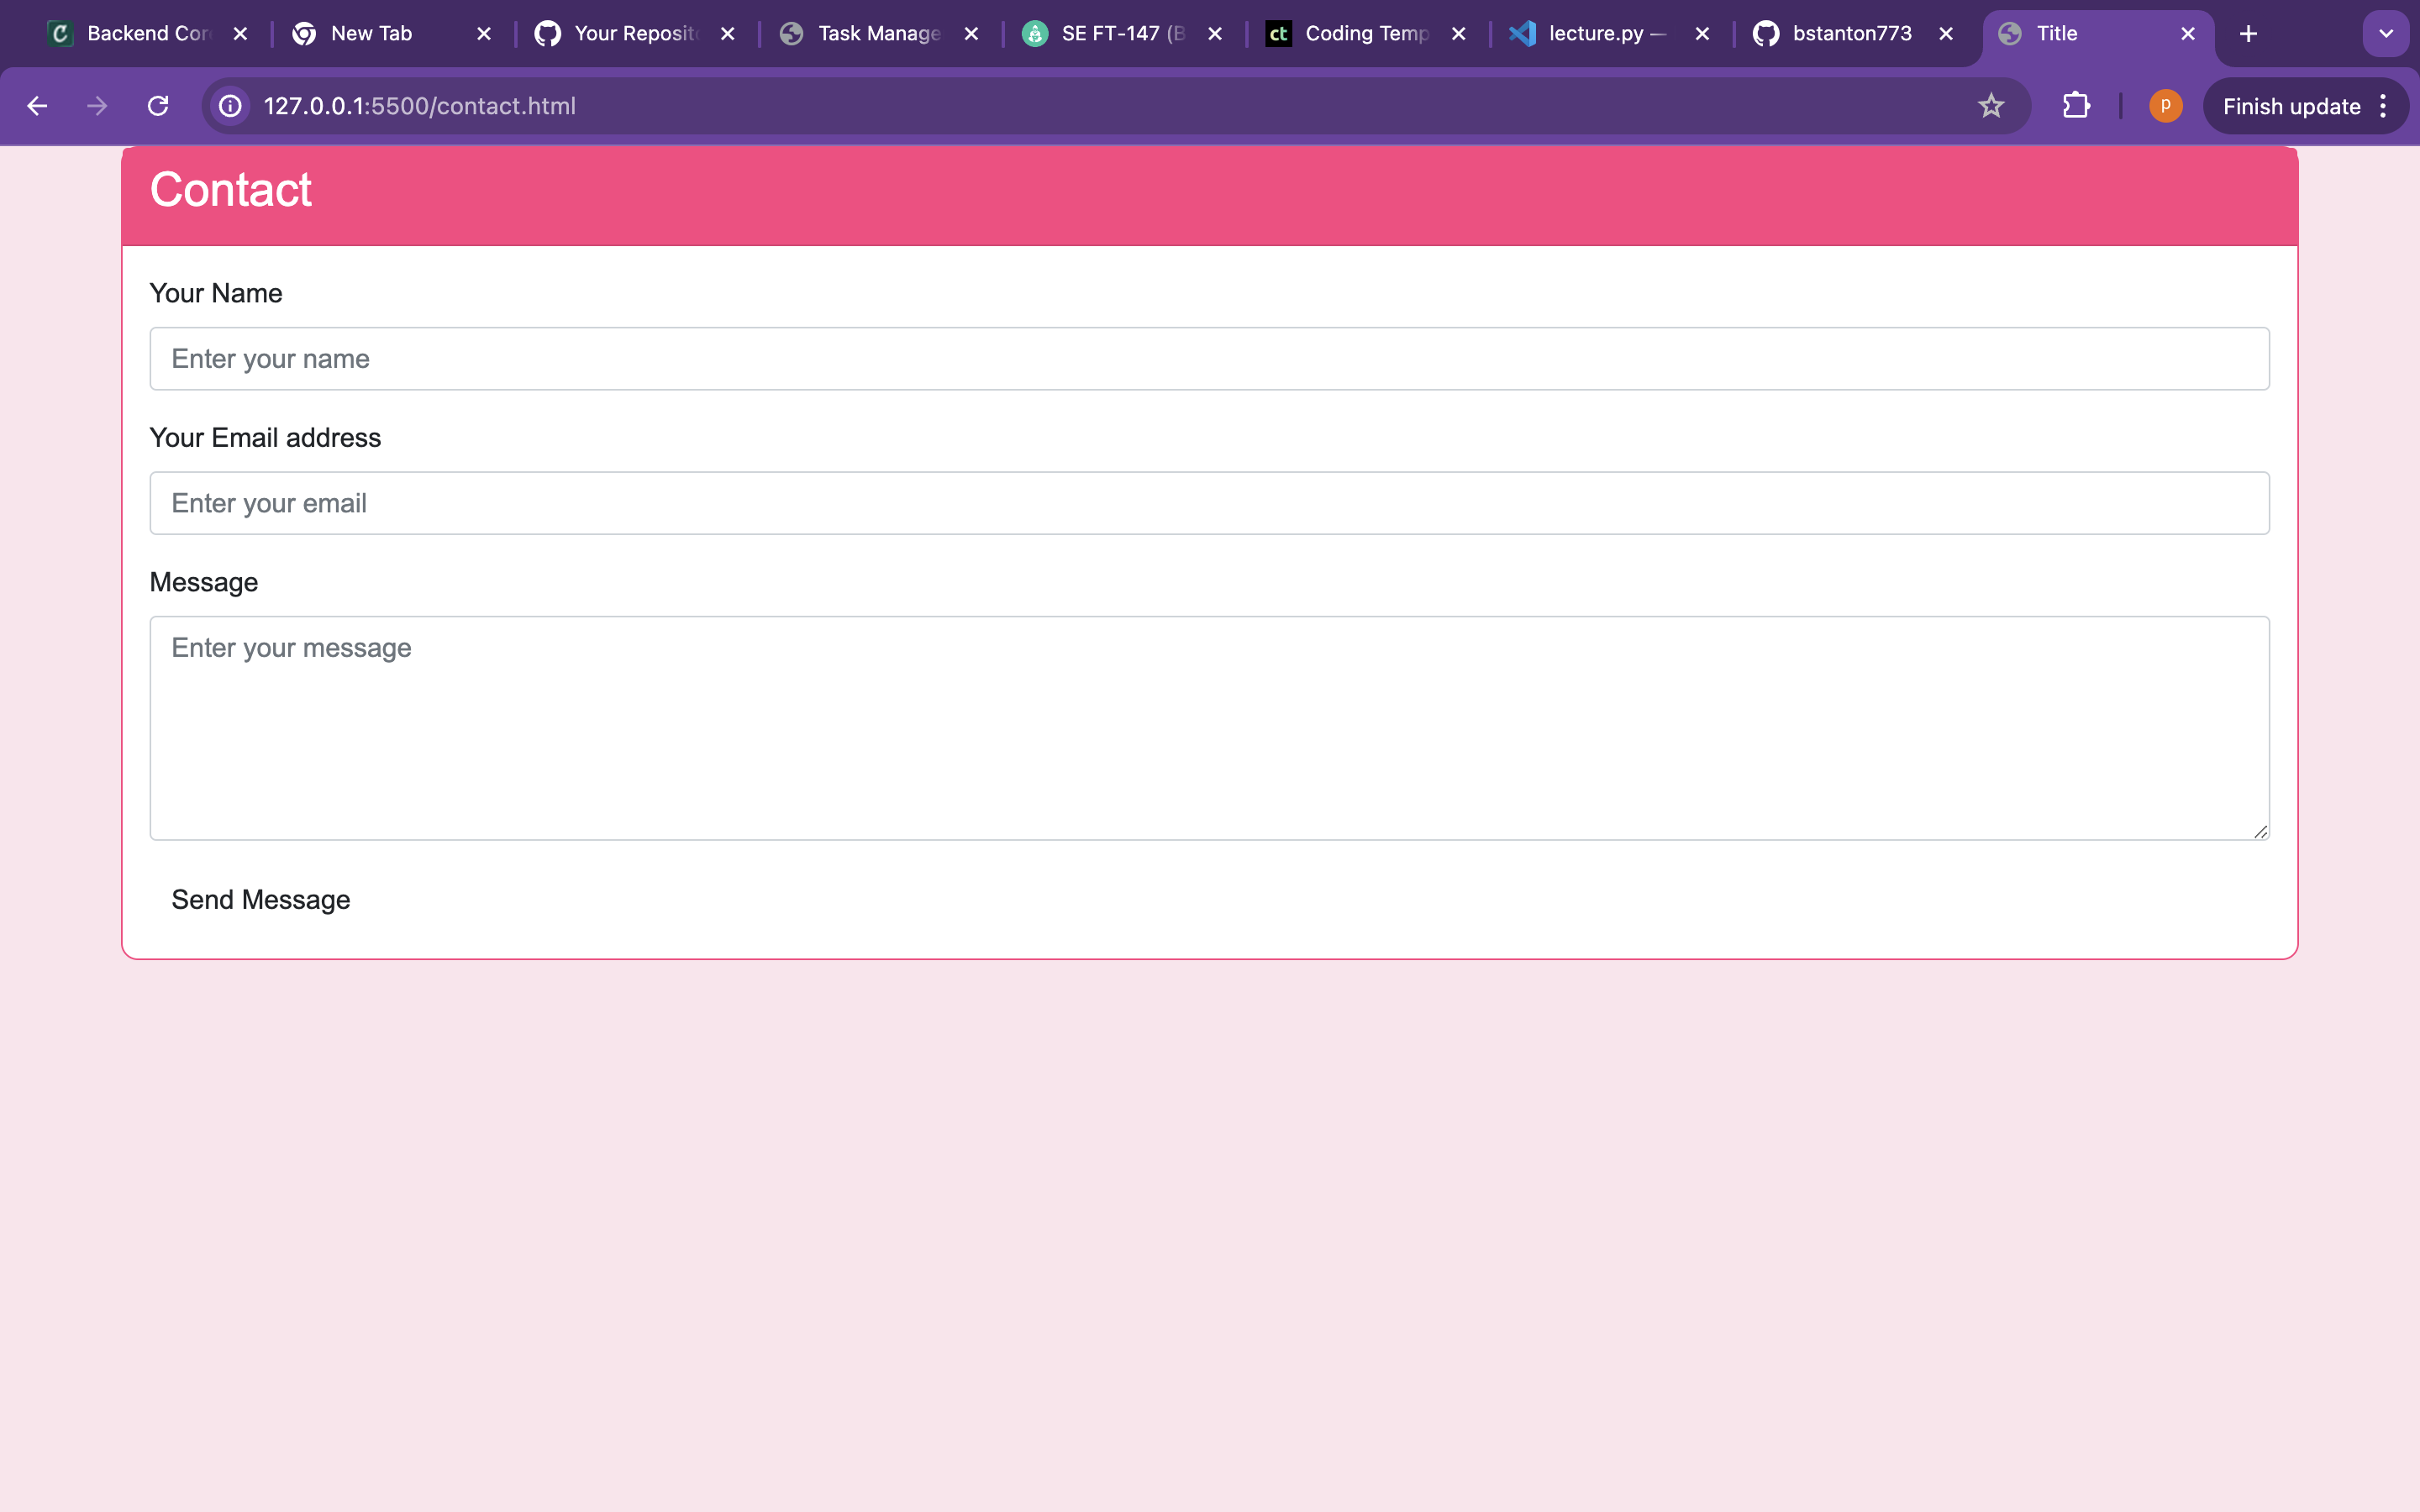 Backend Cor
New Tab
Your Reposit
Task Manage
SE FT-147 (B
ct Coding Temp
lecture.py —
bstanton773
Title
127.0.0.1:5500/contact.html
P
Finish update
Contact
Your Name
Enter your name
Your Email address
Enter your email
Message
Enter your message
Send Message